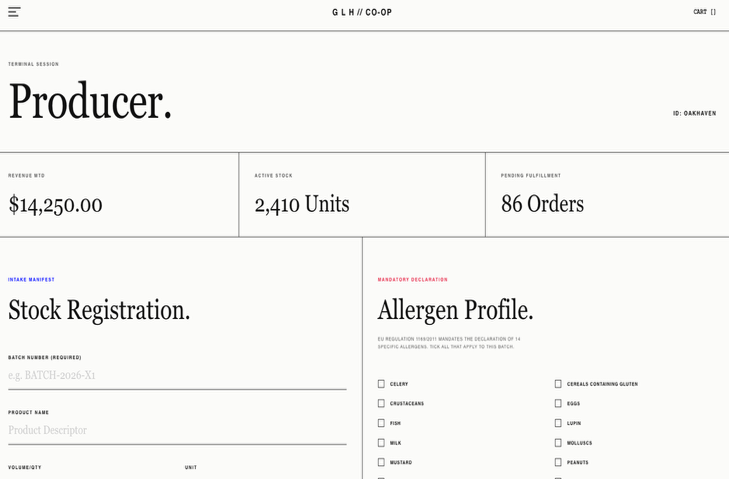 G L H // CO-OP
CART []
TERMINAL SESSION
Producer.
ID: OAKHAVEN
REVENUE MTD
$14,250.00
ACTIVE STOCK
2,410 Units
PENDING FULFILLMENT
86 Orders
INTAKE MANIFEST
Stock Registration.
BATCH NUMBER (REQUIRED)
e.g. BATCH-2026-X1
PRODUCT NAME
Product Descriptor
VOLUME/QTY
UNIT
MANDATORY DECLARATION
Allergen Profile.
EU REGULATION 1169/2011 MANDATES THE DECLARATION OF 14
SPECIFIC ALLERGENS. TICK ALL THAT APPLY TO THIS BATCH.
CELERY
CEREALS CONTAINING GLUTEN
CRUSTACEANS
EGGS
FISH
LUPIN
MILK
MOLLUSCS
MUSTARD
PEANUTS